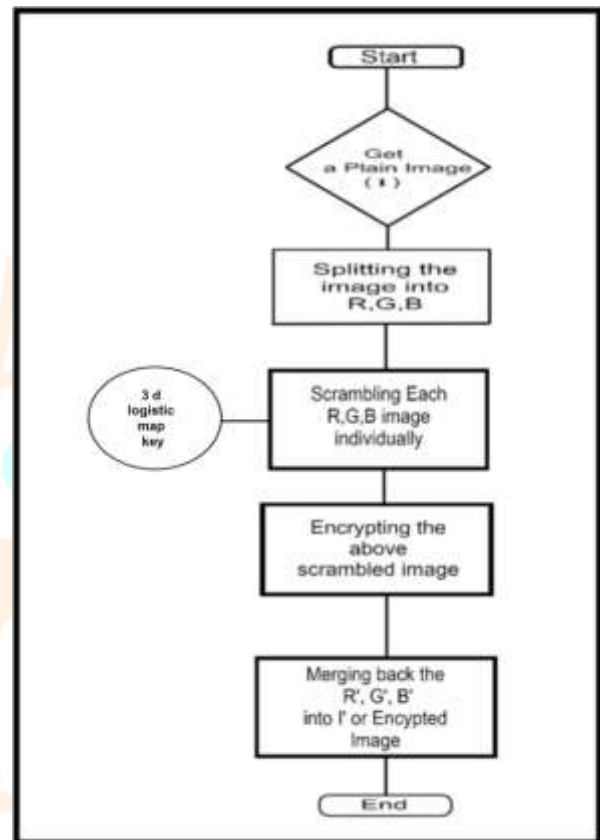 Start
Get
a Plain Image
( I )
Splitting the
image into
R,G,B
3 d
logistic
map
key
Scrambling Each
R,G,B image
individually
Encrypting the
above
scrambled image
Merging back the
R', G', B'
into I' or Encypted
Image
End